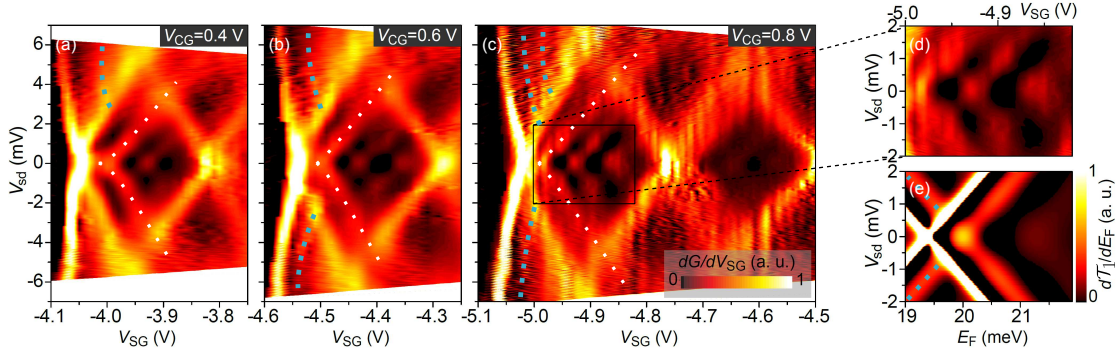 (a)
V_CG=0.4 V
(b)
V_CG=0.6 V
(c)
V_CG=0.8 V
6
4
2
0
-2
-4
-6
V_sd (mV)
-4.1 -4.0 -3.9 -3.8
V_SG (V)
-4.6 -4.5 -4.4 -4.3
V_SG (V)
-5.1 -5.0 -4.9 -4.8 -4.7 -4.6 -4.5
V_SG (V)
dG/dV_SG (a. u.)
0 1
-5.0 -4.9 V_SG (V)
(d)
2
1
0
-1
-2
V_sd (mV)
(e)
2
1
0
-1
-2
V_sd (mV)
19 20 21
E_F (meV)
1
0
d𝒯_1/dE_F (a. u.)